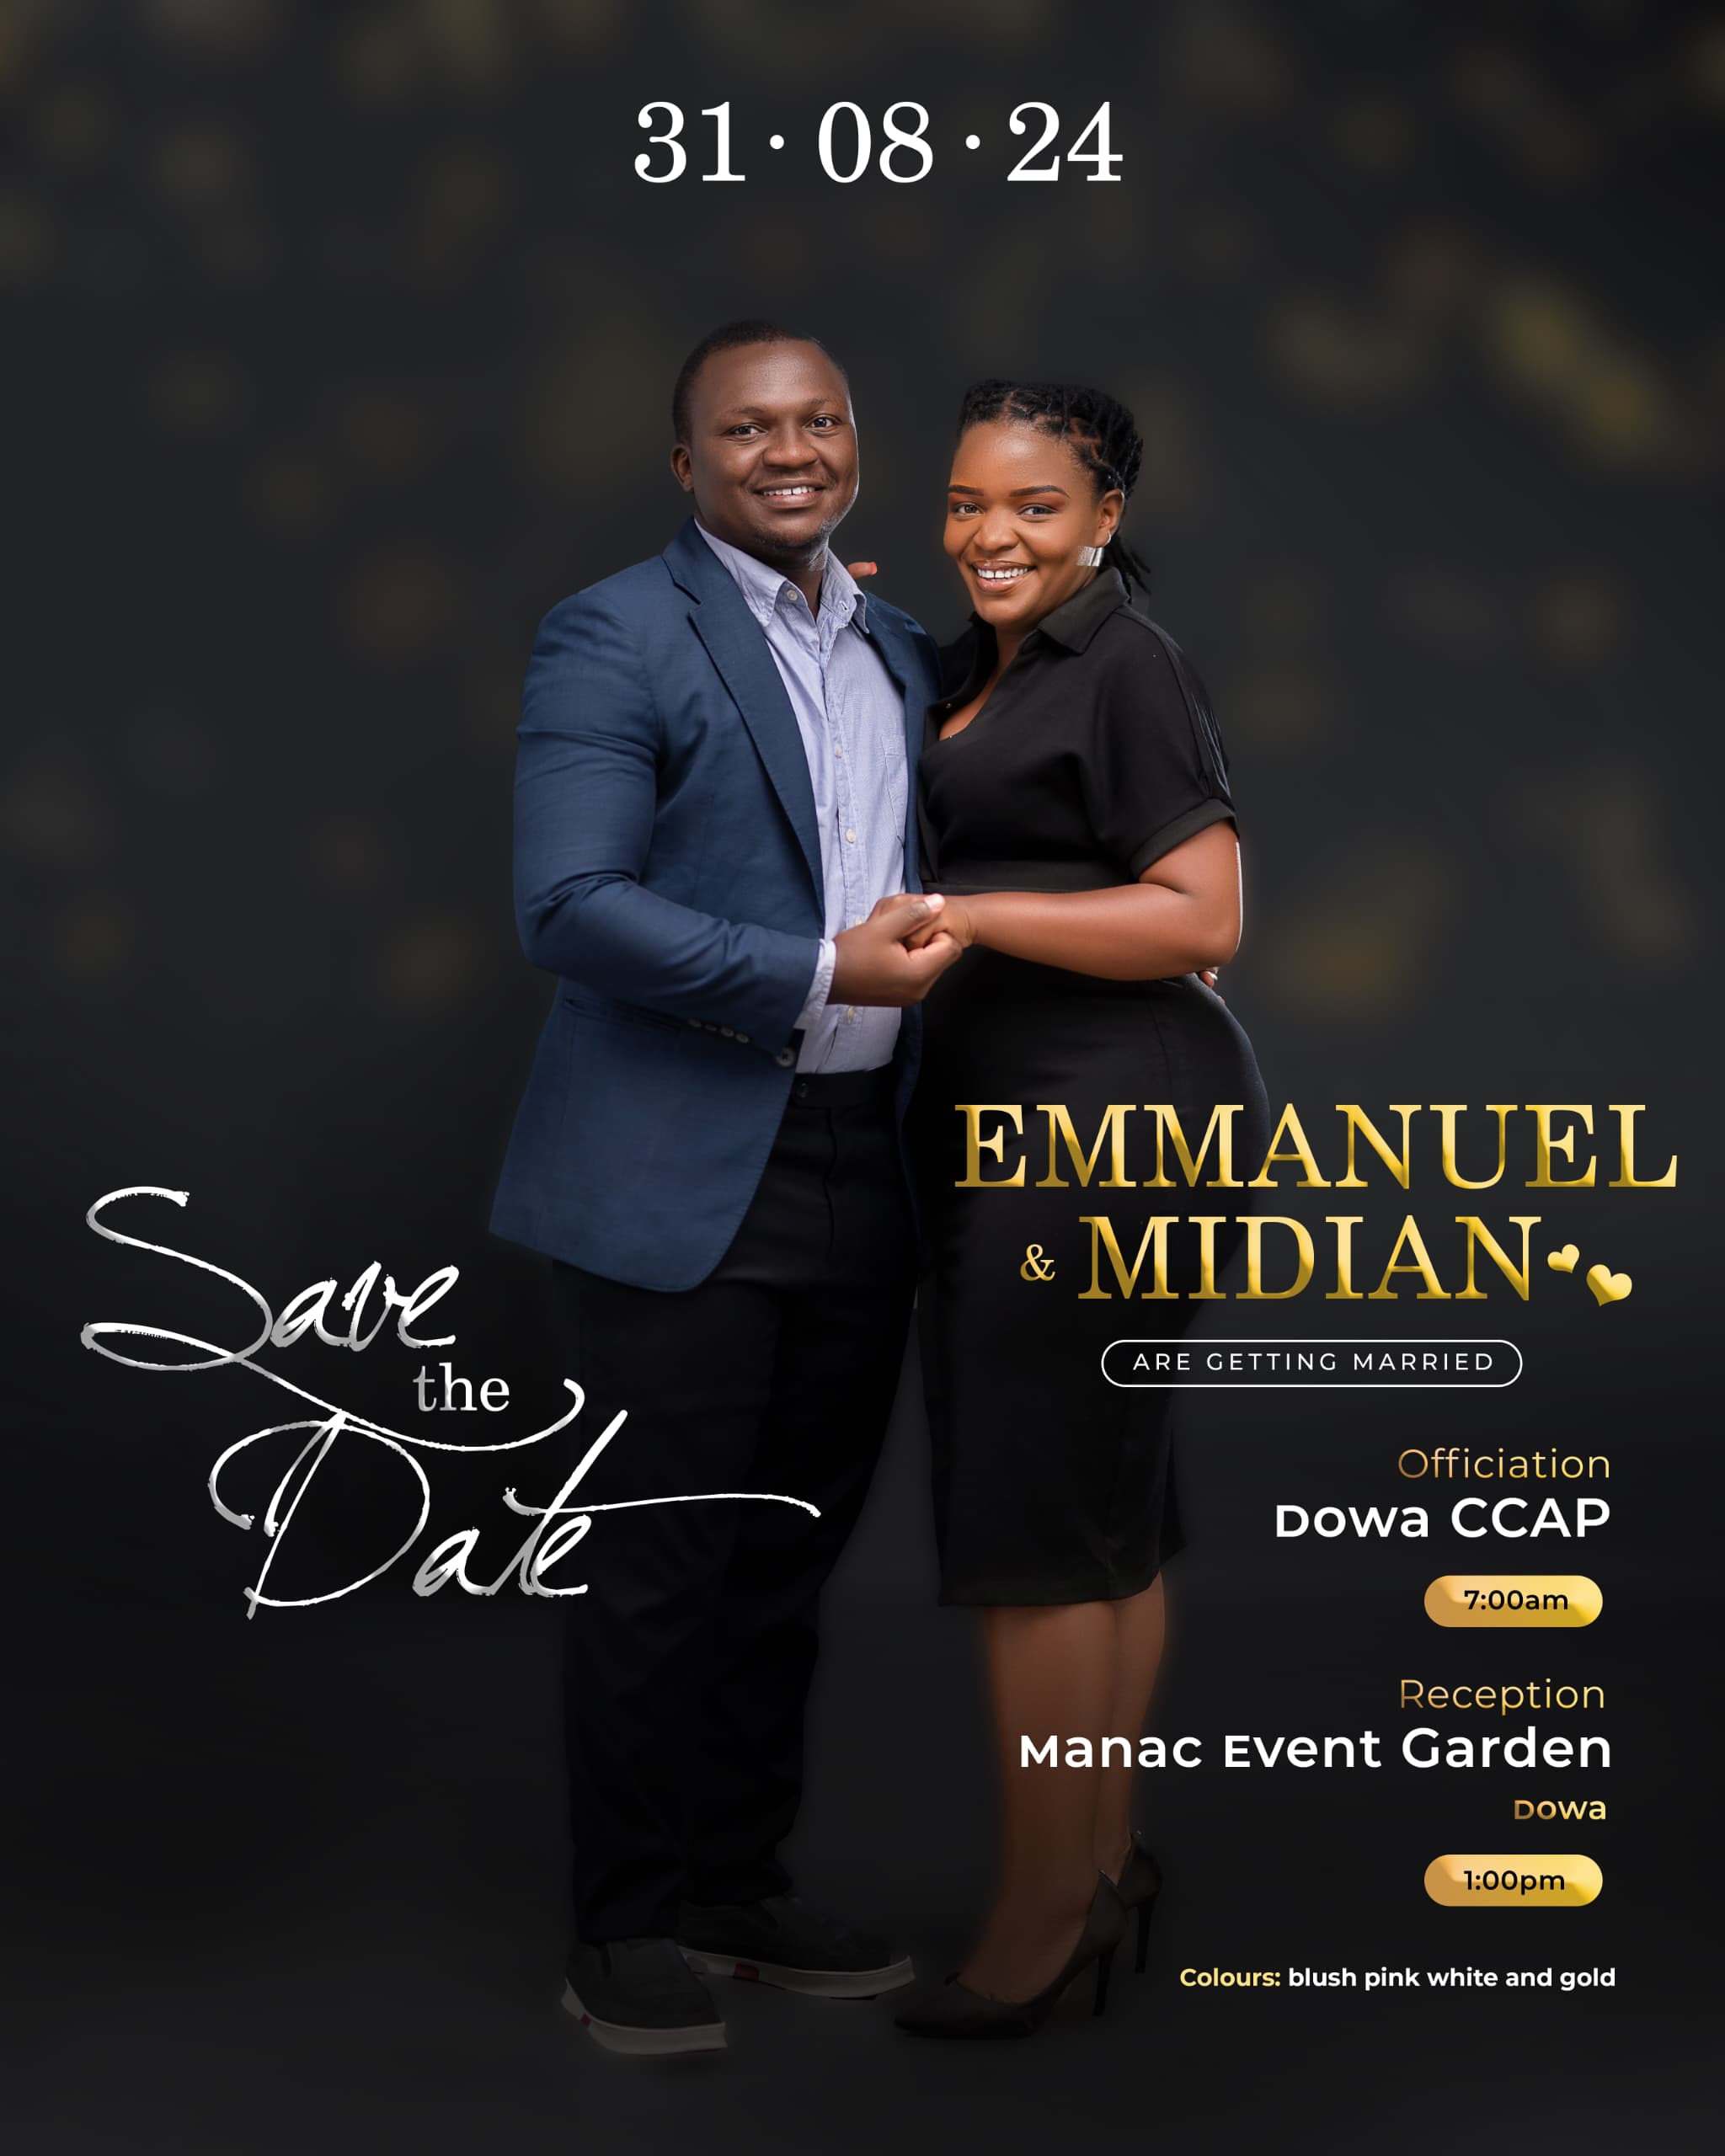 31·08·24
EMMANUEL
& MIDIAN
ARE GETTING MARRIED
Save
the
Date
Officiation
Dowa CCAP
7:00am
Reception
Manac Event Garden
Dowa
1:00pm
Colours: blush pink white and gold